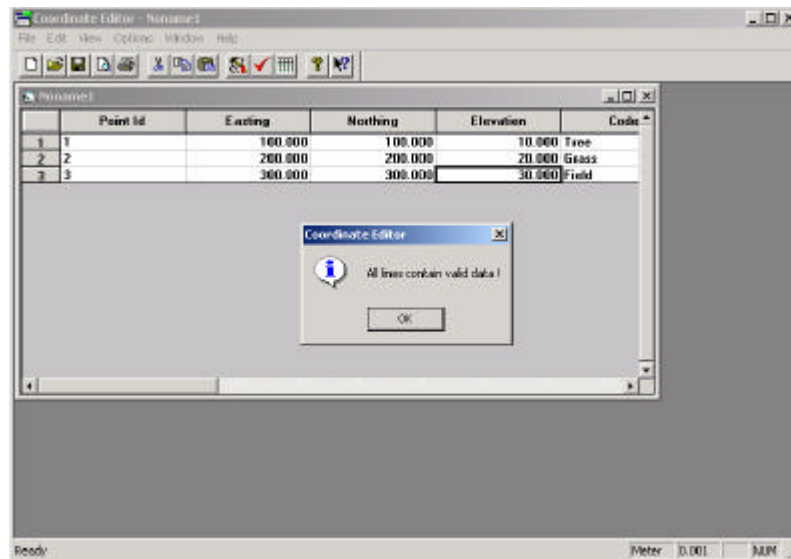 Coordinate Editor - Noname1
File Edit View Options Window Help
Noname1
Point Id Easting Northing Elevation Code
1 1 100.000 100.000 10.000 Tree
2 2 200.000 200.000 20.000 Grass
3 3 300.000 300.000 30.000 Field
Coordinate Editor
All lines contain valid data !
OK
Ready Meter 0.001 NUM